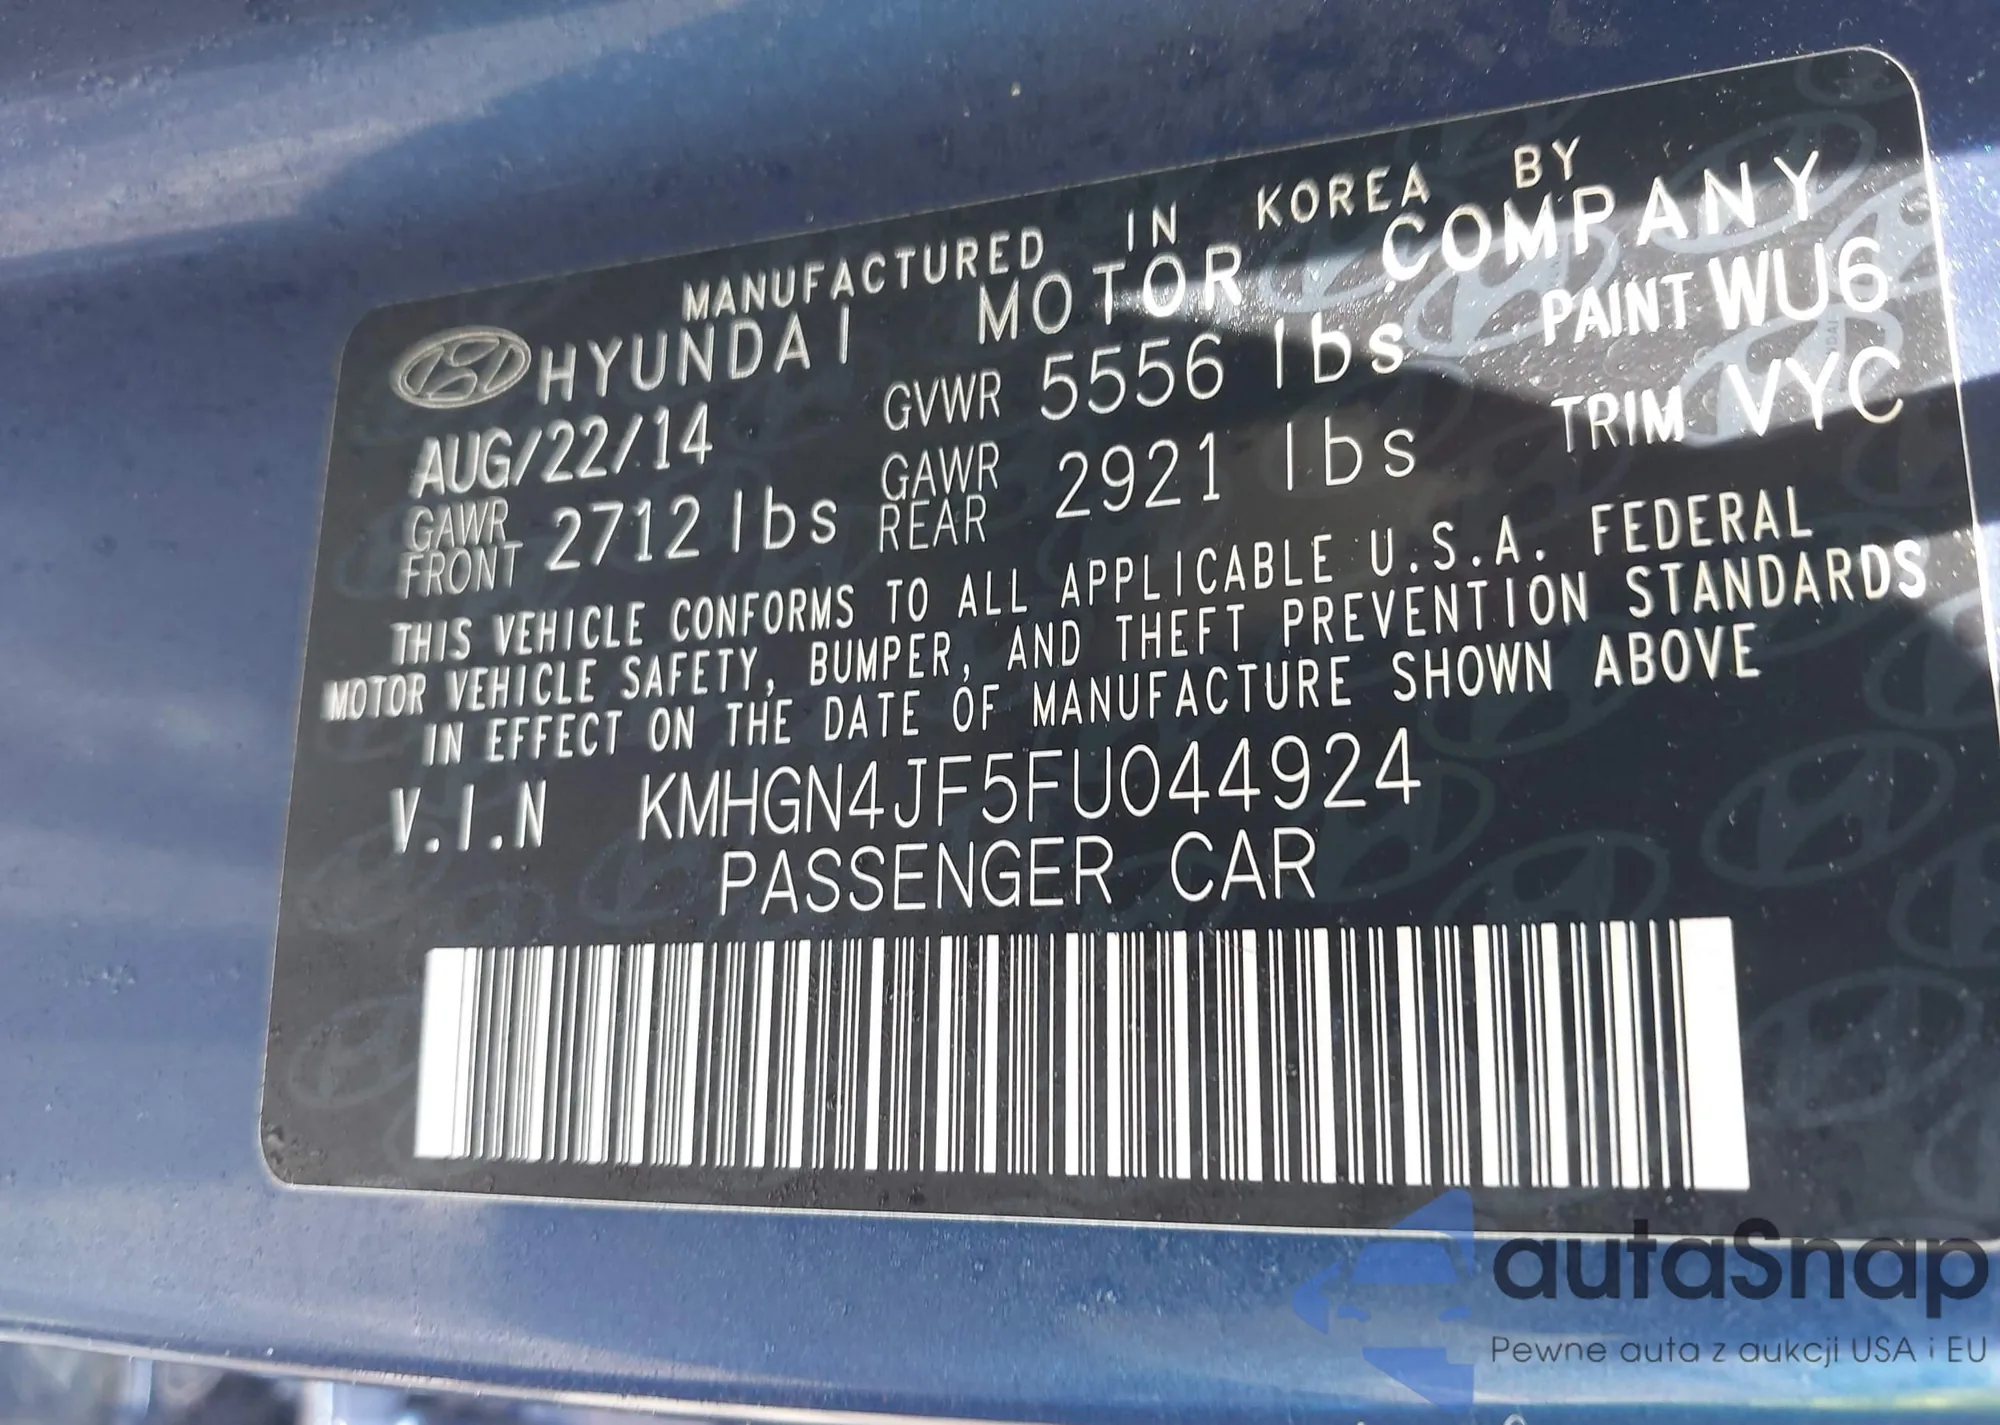 MANUFACTURED IN KOREA BY
HYUNDAI MOTOR COMPANY
AUG/22/14 GVWR 5556 lbs PAINT WU6
GAWR FRONT 2712 lbs GAWR REAR 2921 lbs TRIM VYC
THIS VEHICLE CONFORMS TO ALL APPLICABLE U.S.A. FEDERAL
MOTOR VEHICLE SAFETY, BUMPER, AND THEFT PREVENTION STANDARDS
IN EFFECT ON THE DATE OF MANUFACTURE SHOWN ABOVE
V.I.N KMHGN4JF5FU044924
PASSENGER CAR
autaSnap
Pewne auta z aukcji USA i EU